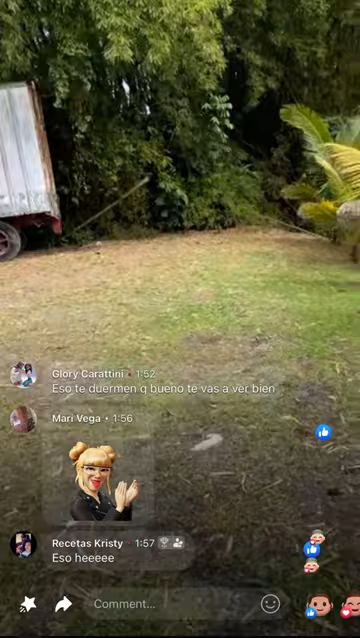 Glory Carattini • 1:52
Eso te duermen q bueno te vas a ver bien
Mari Vega • 1:56
Recetas Kristy • 1:57
Eso heeeee
Comment...